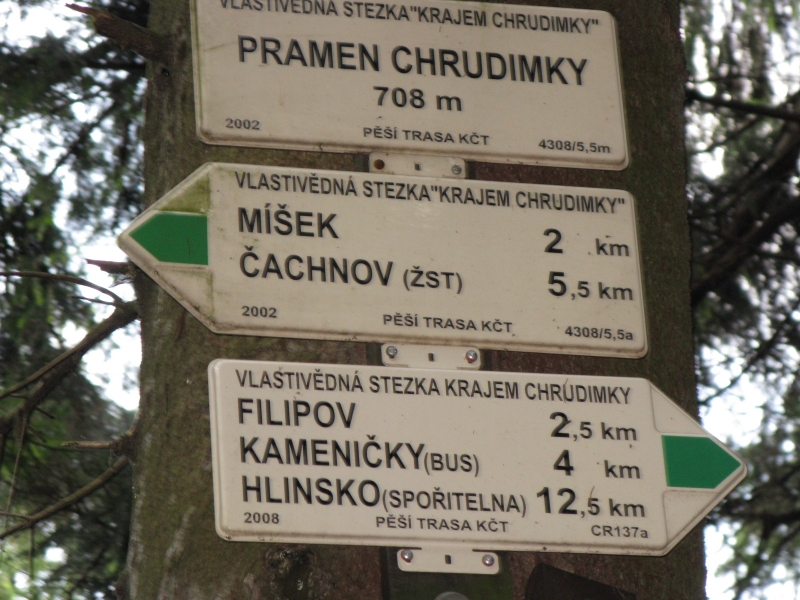 VLASTIVĚDNÁ STEZKA"KRAJEM CHRUDIMKY"
PRAMEN CHRUDIMKY
708 m
2002 PĚŠÍ TRASA KČT 4308/5,5m
VLASTIVĚDNÁ STEZKA"KRAJEM CHRUDIMKY"
MÍŠEK 2 km
ČACHNOV (ŽST) 5,5 km
2002 PĚŠÍ TRASA KČT 4308/5,5a
VLASTIVĚDNÁ STEZKA KRAJEM CHRUDIMKY
FILIPOV 2,5 km
KAMENIČKY(BUS) 4 km
HLINSKO(SPOŘITELNA) 12,5 km
2008 PĚŠÍ TRASA KČT CR137a